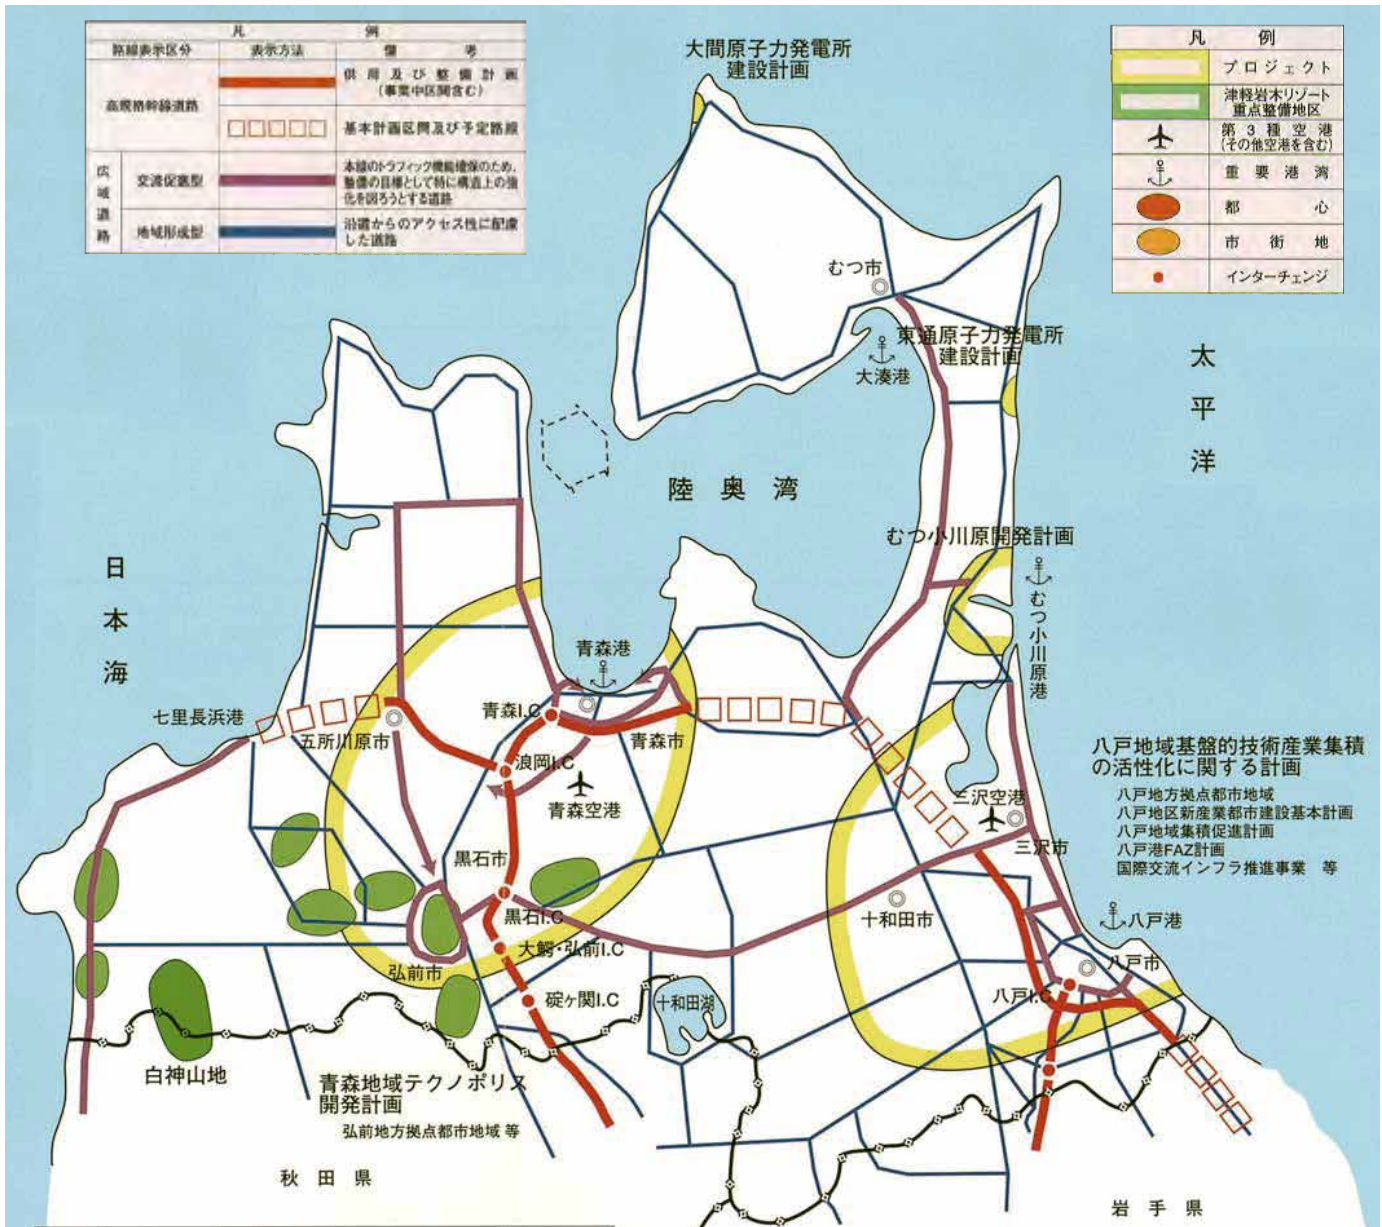 凡 例
路線表示区分 表示方法 備 考
高規格幹線道路
供用及び整備計画
(事業中区間含む)
基本計画区間及び予定路線
広域道路
交流促進型
本線のトラフィック機能確保のため、
整備の目標として特に構造上の強
化を図ろうとする道路
地域形成型
沿道からのアクセス性に配慮
した道路
凡 例
プロジェクト
津軽岩木リゾート
重点整備地区
第3種空港
(その他空港を含む)
重要港湾
都心
市街地
インターチェンジ
大間原子力発電所
建設計画
むつ市
東通原子力発電所
建設計画
大湊港
太平洋
陸奥湾
むつ小川原開発計画
むつ小川原港
日本海
青森港
七里長浜港
五所川原市
青森I.C
青森市
浪岡I.C
青森空港
八戸地域基盤的技術産業集積
の活性化に関する計画
八戸地方拠点都市地域
八戸地区新産業都市建設基本計画
八戸地域集積促進計画
八戸港FAZ計画
国際交流インフラ推進事業 等
三沢空港
三沢市
黒石市
黒石I.C
十和田市
八戸港
大鰐・弘前I.C
弘前市
八戸市
八戸I.C
碇ヶ関I.C
十和田湖
白神山地
青森地域テクノポリス
開発計画
弘前地方拠点都市地域 等
秋田県
岩手県